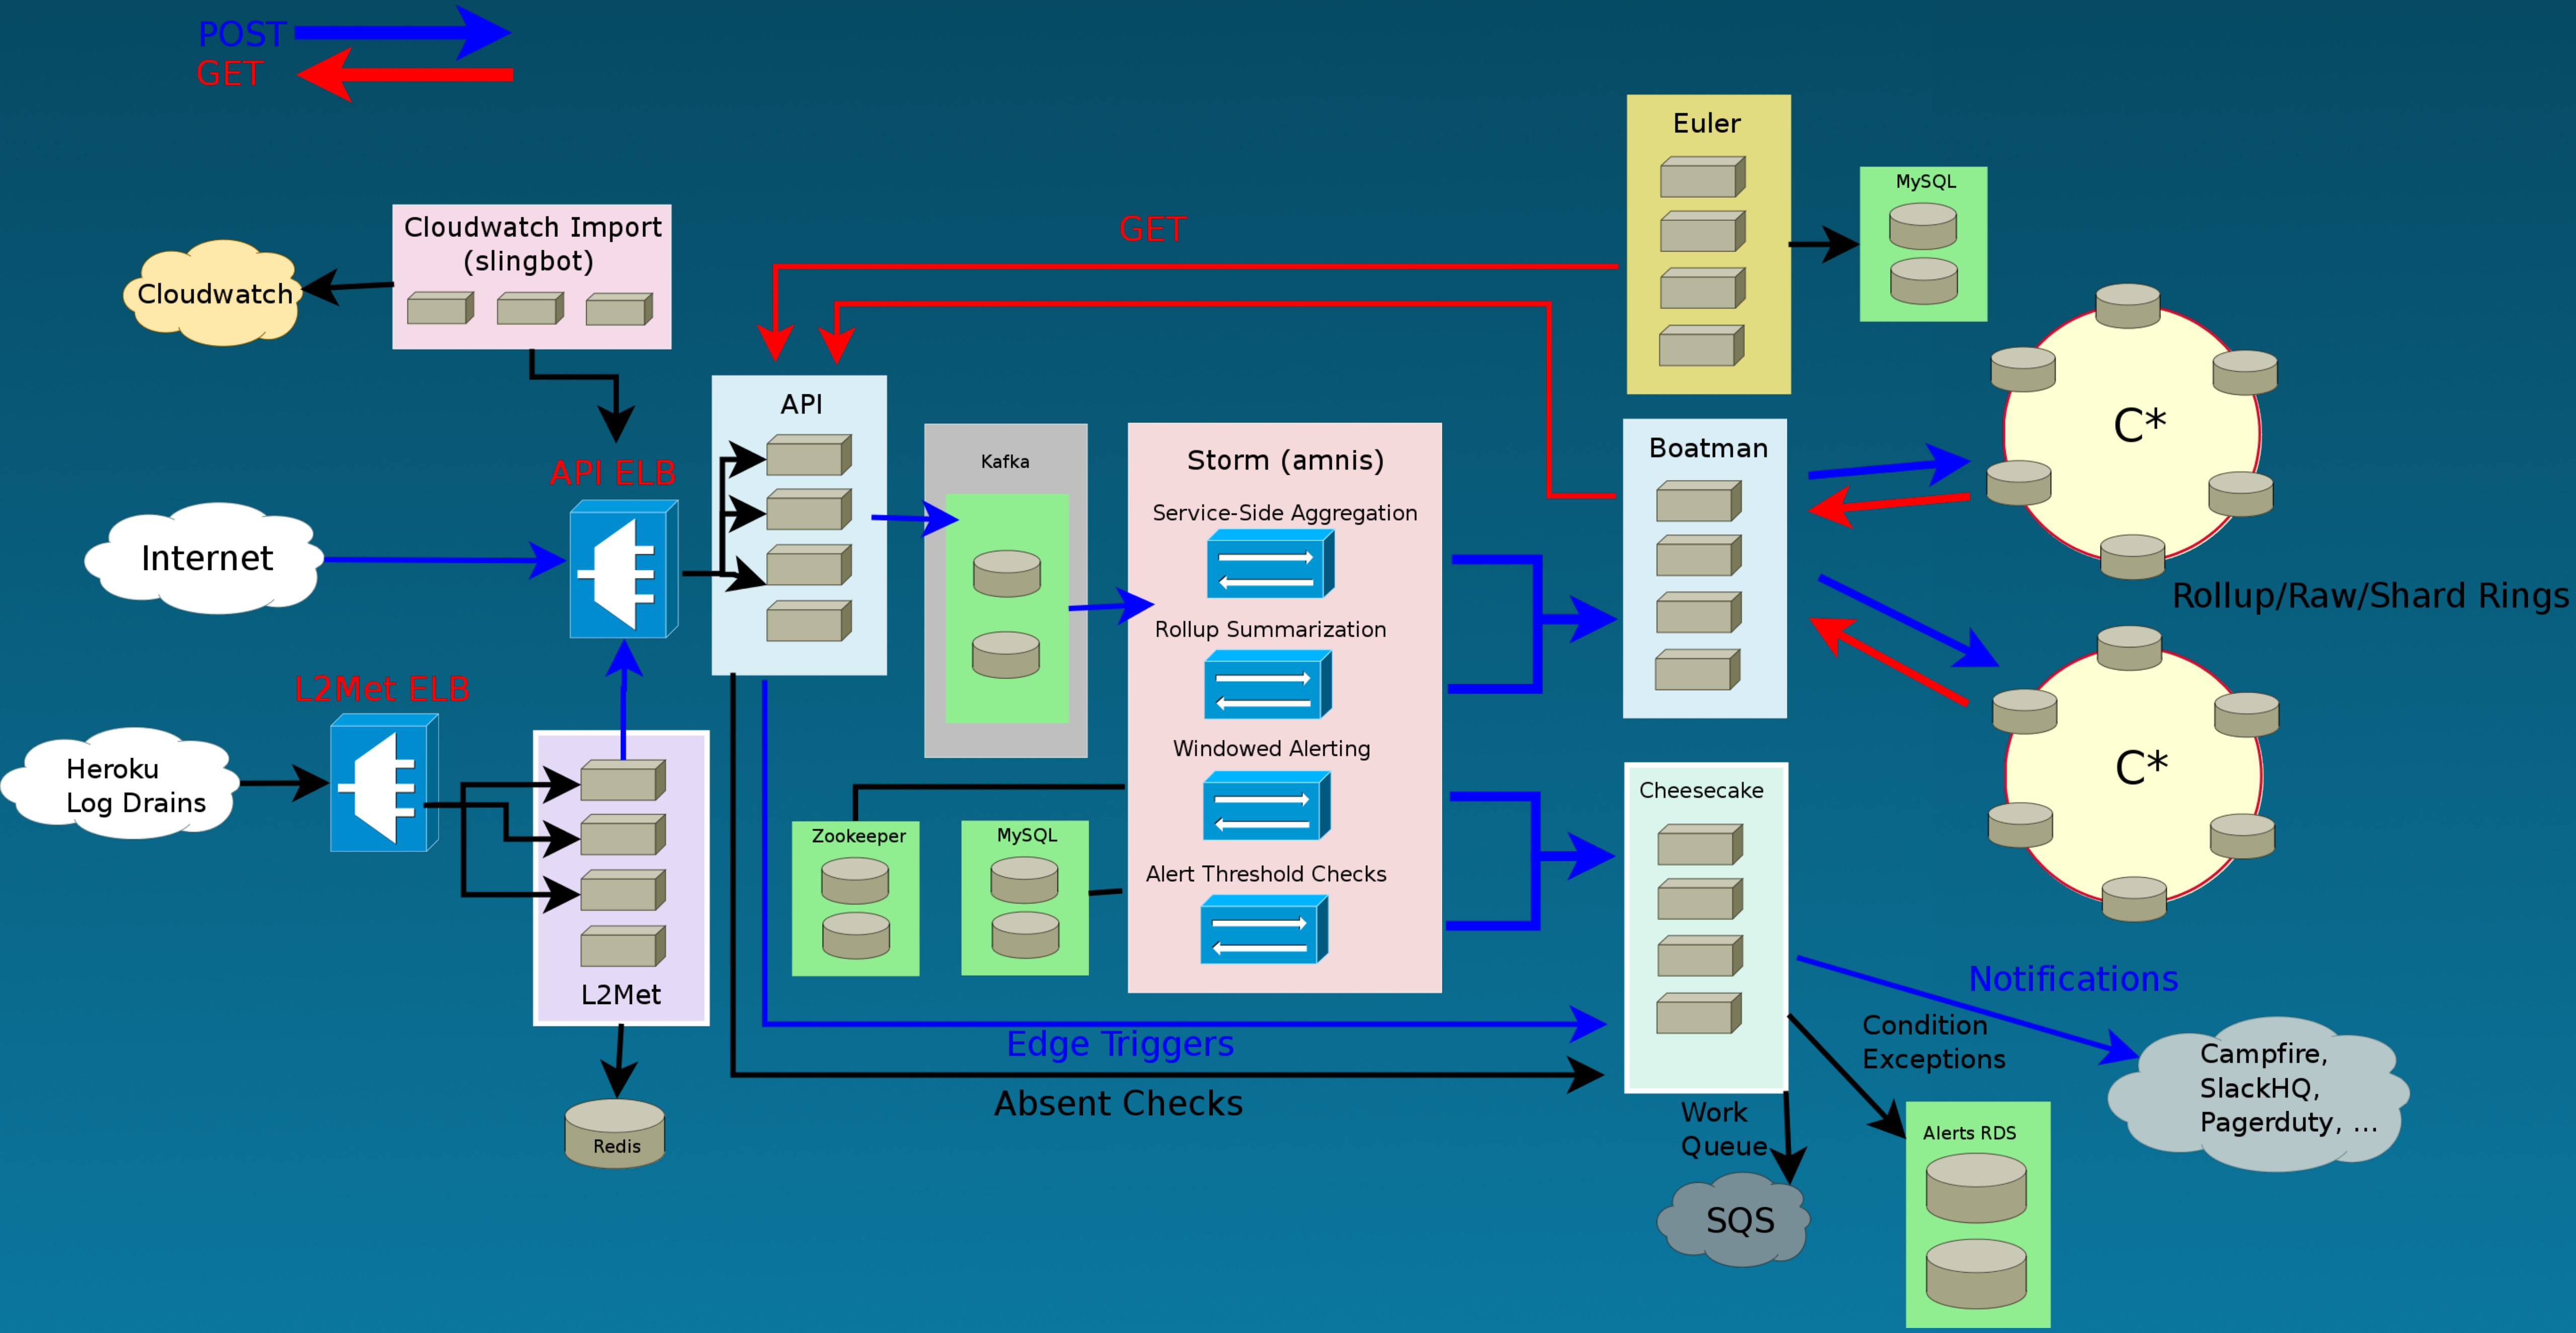 POST
GET
Euler
MySQL
Cloudwatch Import
(slingbot)
GET
Cloudwatch
API
C*
Boatman
Kafka
Storm (amnis)
API ELB
Service-Side Aggregation
Internet
Rollup/Raw/Shard Rings
Rollup Summarization
L2Met ELB
Windowed Alerting
C*
Heroku
Log Drains
Cheesecake
Zookeeper
MySQL
Alert Threshold Checks
L2Met
Notifications
Edge Triggers
Condition
Exceptions
Campfire,
SlackHQ,
Pagerduty, ...
Absent Checks
Work
Queue
Alerts RDS
Redis
SQS